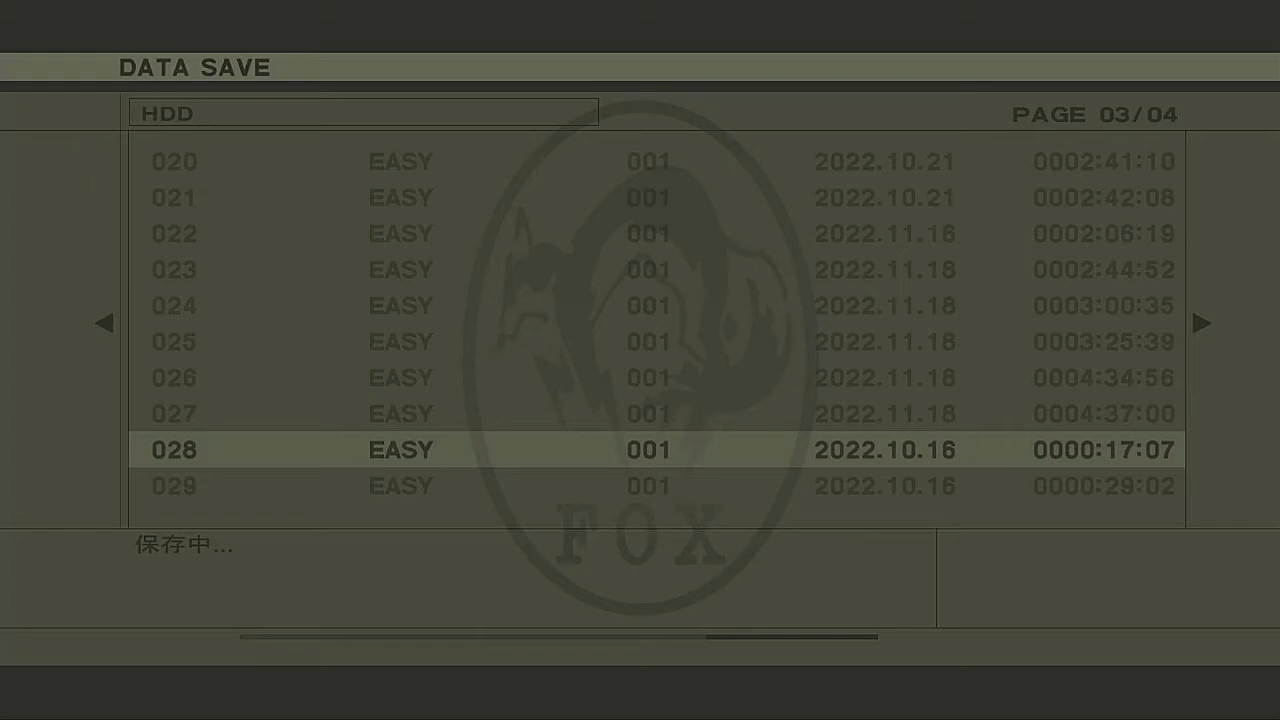 DATA SAVE
HDD PAGE 03/04
020 EASY 001 2022.10.21 0002:41:10
021 EASY 001 2022.10.21 0002:42:08
022 EASY 001 2022.11.16 0002:06:19
023 EASY 001 2022.11.18 0002:44:52
024 EASY 001 2022.11.18 0003:00:35
025 EASY 001 2022.11.18 0003:25:39
026 EASY 001 2022.11.18 0004:34:56
027 EASY 001 2022.11.18 0004:37:00
028 EASY 001 2022.10.16 0000:17:07
029 EASY 001 2022.10.16 0000:29:02
FOX
保存中...